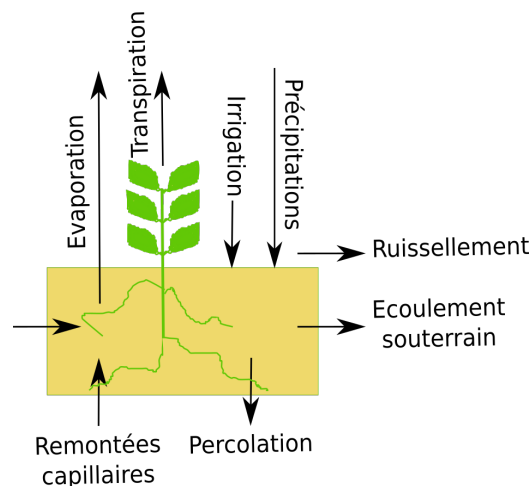 Evaporation
Transpiration
Irrigation
Précipitations
Ruissellement
Ecoulement
souterrain
Remontées
capillaires
Percolation